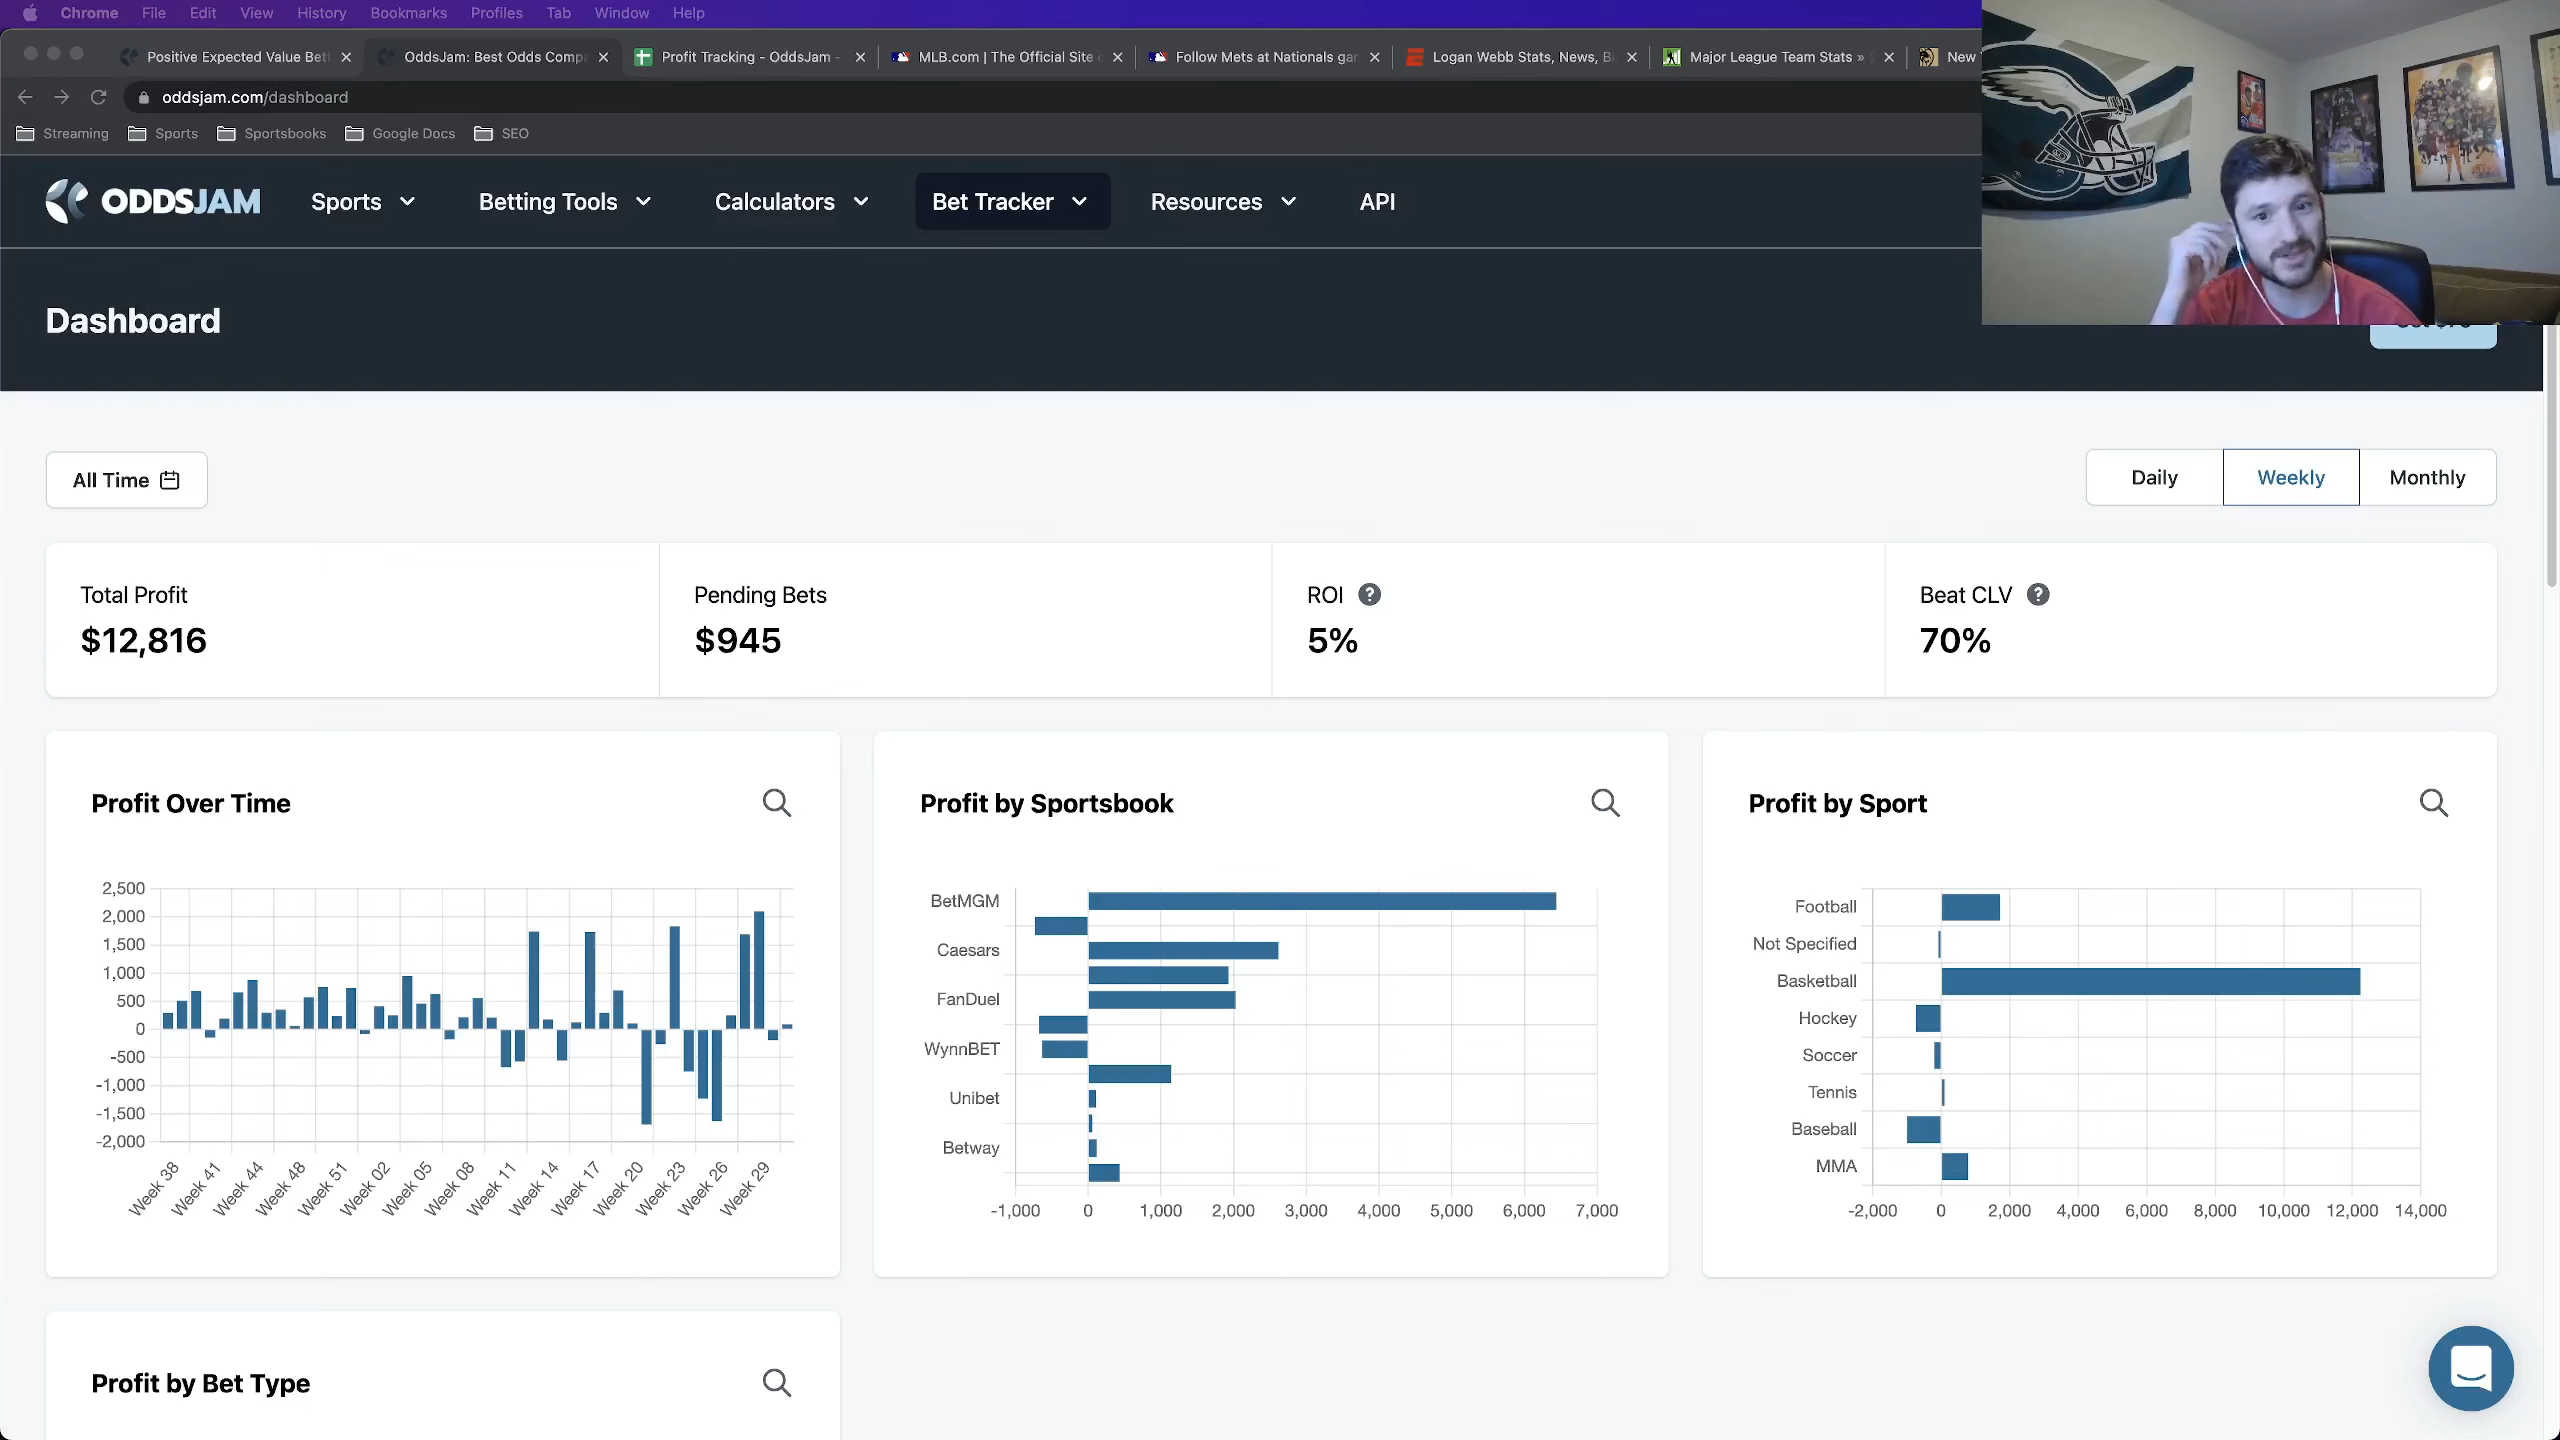 Chrome File Edit View History Bookmarks Profiles Tab Window Help
Positive Expected Value Bet
OddsJam: Best Odds Comp
Profit Tracking - OddsJam -
MLB.com | The Official Site
Follow Mets at Nationals ga
Logan Webb Stats, News, B
Major League Team Stats »
New
oddsjam.com/dashboard
Streaming Sports Sportsbooks Google Docs SEO
ODDSJAM Sports Betting Tools Calculators Bet Tracker Resources API
Dashboard
All Time
Daily Weekly Monthly
Total Profit
$12,816
Pending Bets
$945
ROI ?
5%
Beat CLV ?
70%
Profit Over Time
2,500
2,000
1,500
1,000
500
0
-500
-1,000
-1,500
-2,000
Week 38 Week 41 Week 44 Week 48 Week 51 Week 02 Week 05 Week 08 Week 11 Week 14 Week 17 Week 20 Week 23 Week 26 Week 29
Profit by Sportsbook
BetMGM
Caesars
FanDuel
WynnBET
Unibet
Betway
-1,000 0 1,000 2,000 3,000 4,000 5,000 6,000 7,000
Profit by Sport
Football
Not Specified
Basketball
Hockey
Soccer
Tennis
Baseball
MMA
-2,000 0 2,000 4,000 6,000 8,000 10,000 12,000 14,000
Profit by Bet Type